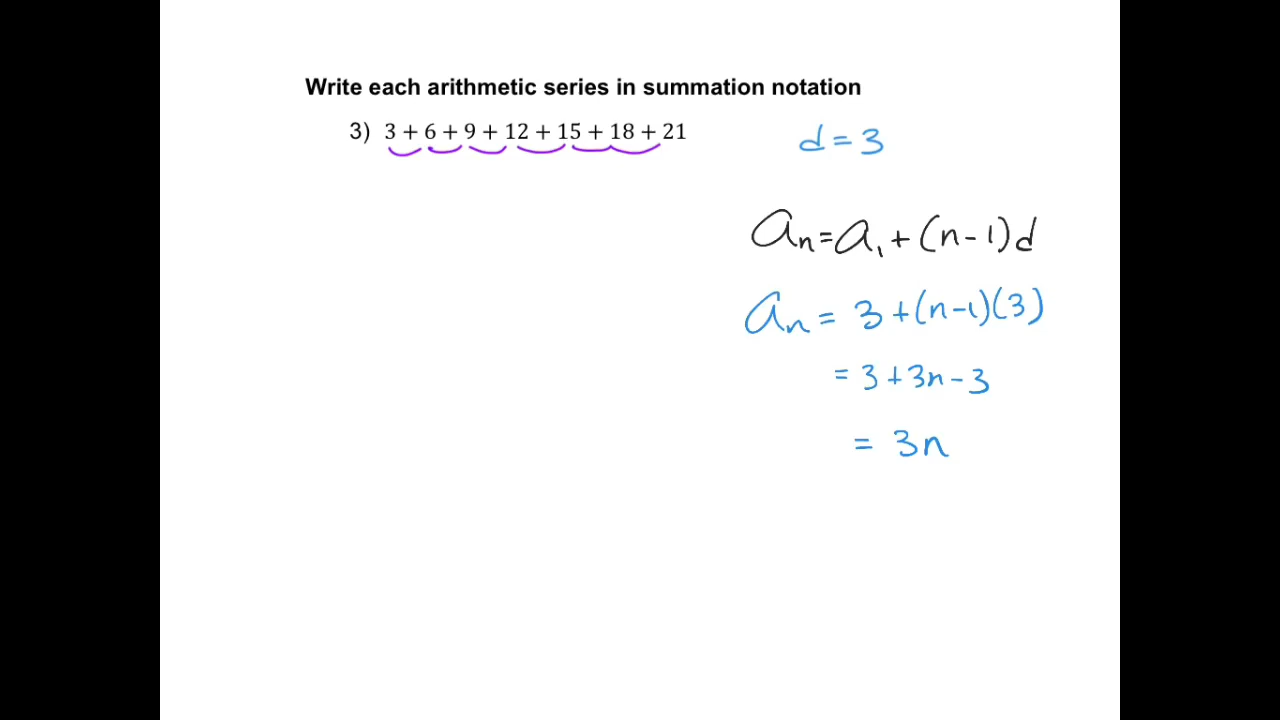 Write each arithmetic series in summation notation
3) 3 + 6 + 9 + 12 + 15 + 18 + 21
d = 3
aₙ = a₁ + (n - 1)d
aₙ = 3 + (n - 1)(3)
= 3 + 3n - 3
= 3n